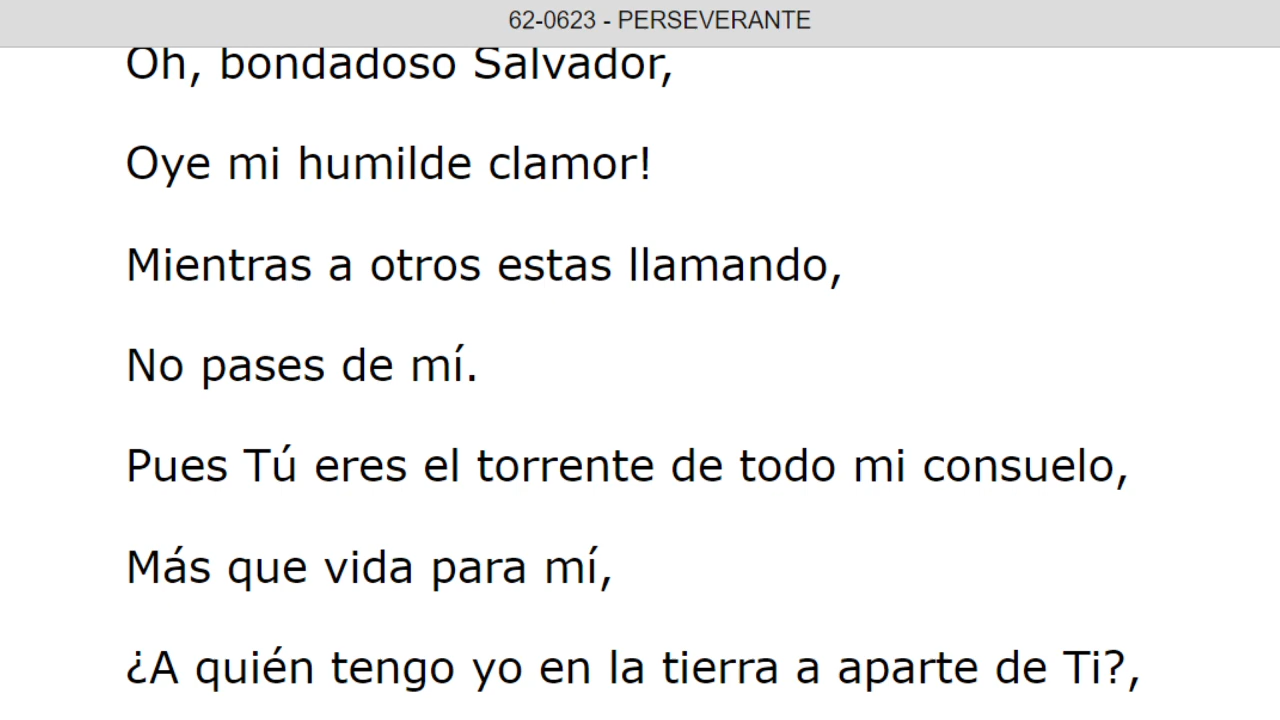 62-0623 - PERSEVERANTE
Oh, bondadoso Salvador,
Oye mi humilde clamor!
Mientras a otros estas llamando,
No pases de mí.
Pues Tú eres el torrente de todo mi consuelo,
Más que vida para mí,
¿A quién tengo yo en la tierra a aparte de Ti?,